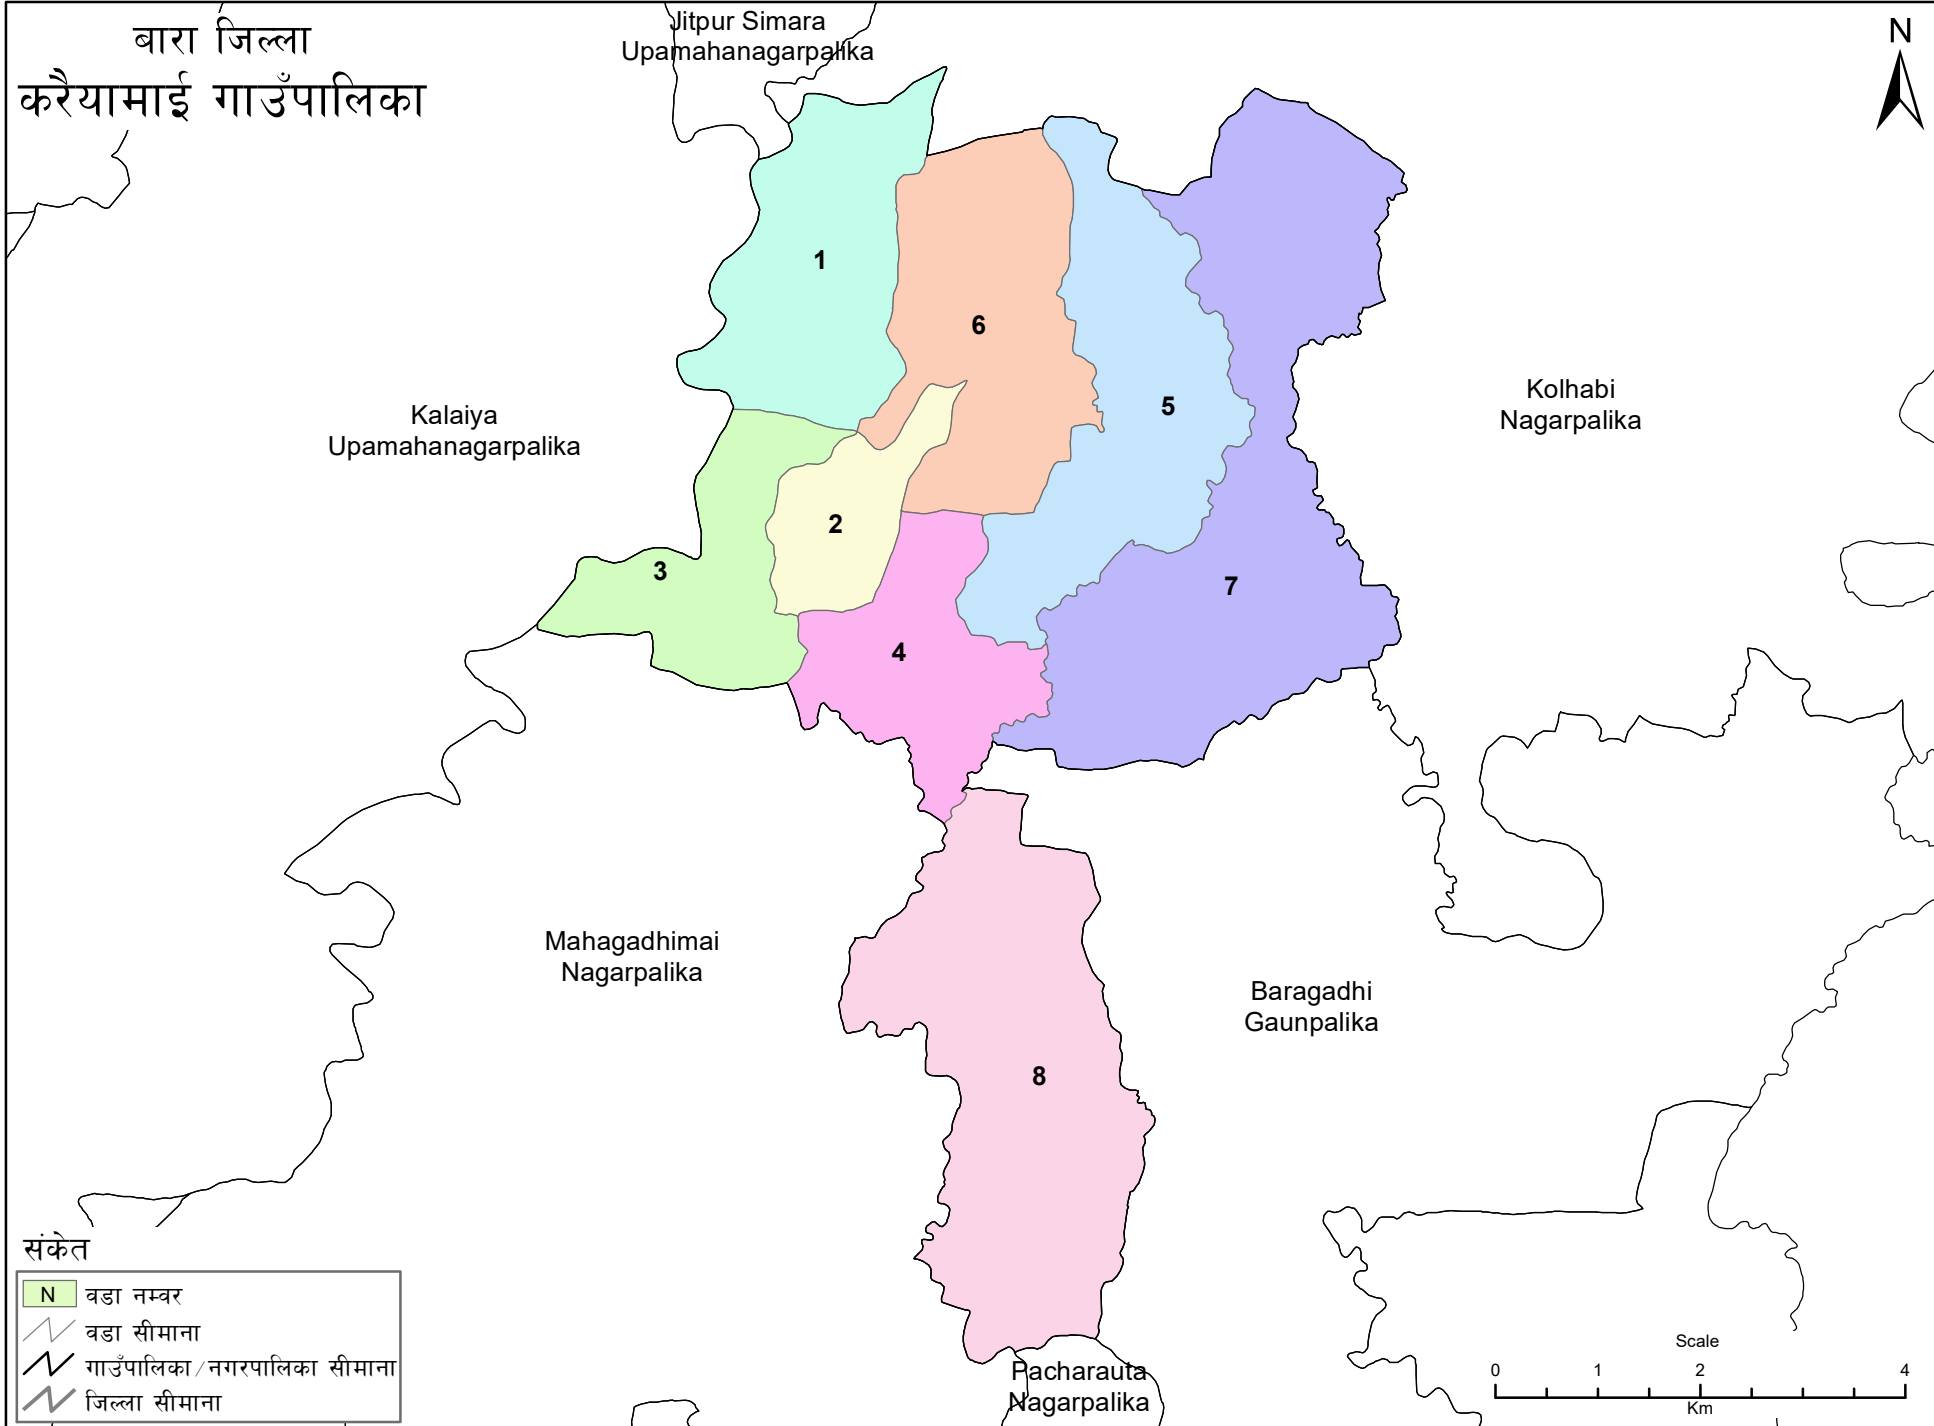 बारा जिल्ला
करैयामाई गाउँपालिका
Jitpur Simara
Upamahanagarpalika
N
1
6
5
Kalaiya
Upamahanagarpalika
Kolhabi
Nagarpalika
2
3
7
4
Mahagadhimai
Nagarpalika
Baragadhi
Gaunpalika
8
Pacharauta
Nagarpalika
संकेत
N वडा नम्वर
वडा सीमाना
गाउँपालिका/नगरपालिका सीमाना
जिल्ला सीमाना
Scale
0 1 2 4
Km